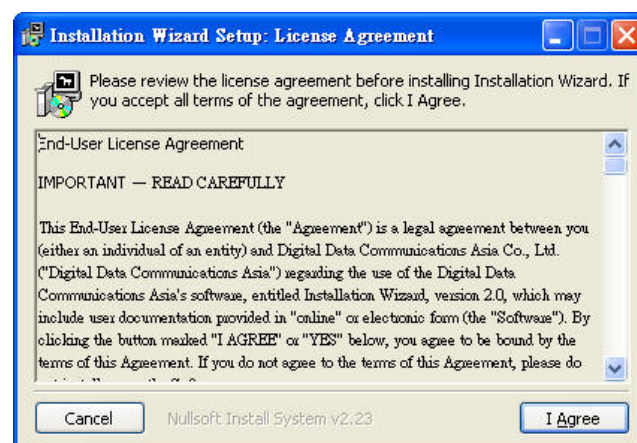 Installation Wizard Setup: License Agreement
Please review the license agreement before installing Installation Wizard. If
you accept all terms of the agreement, click I Agree.
End-User License Agreement
IMPORTANT — READ CAREFULLY
This End-User License Agreement (the "Agreement") is a legal agreement between you
(either an individual of an entity) and Digital Data Communications Asia Co., Ltd.
("Digital Data Communications Asia") regarding the use of the Digital Data
Communications Asia's software, entitled Installation Wizard, version 2.0, which may
include user documentation provided in "online" or electronic form (the "Software"). By
clicking the button marked "I AGREE" or "YES" below, you agree to be bound by the
terms of this Agreement. If you do not agree to the terms of this Agreement, please do
Cancel
Nullsoft Install System v2.23
I Agree